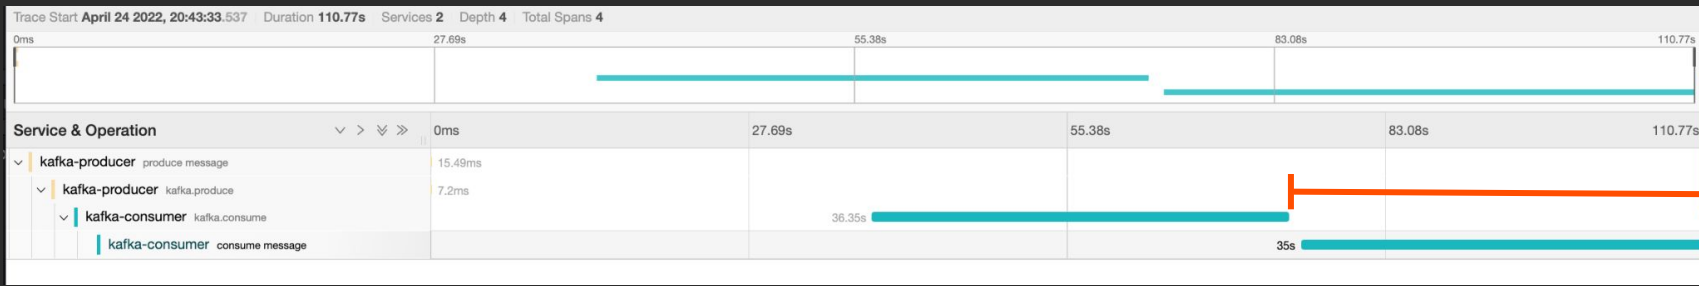 Trace Start April 24 2022, 20:43:33.537 Duration 110.77s Services 2 Depth 4 Total Spans 4
0ms 27.69s 55.38s 83.08s 110.77s
Service & Operation 0ms 27.69s 55.38s 83.08s 110.77s
kafka-producer produce message 15.49ms
kafka-producer kafka.produce 7.2ms
kafka-consumer kafka.consume 36.35s
kafka-consumer consume message 35s